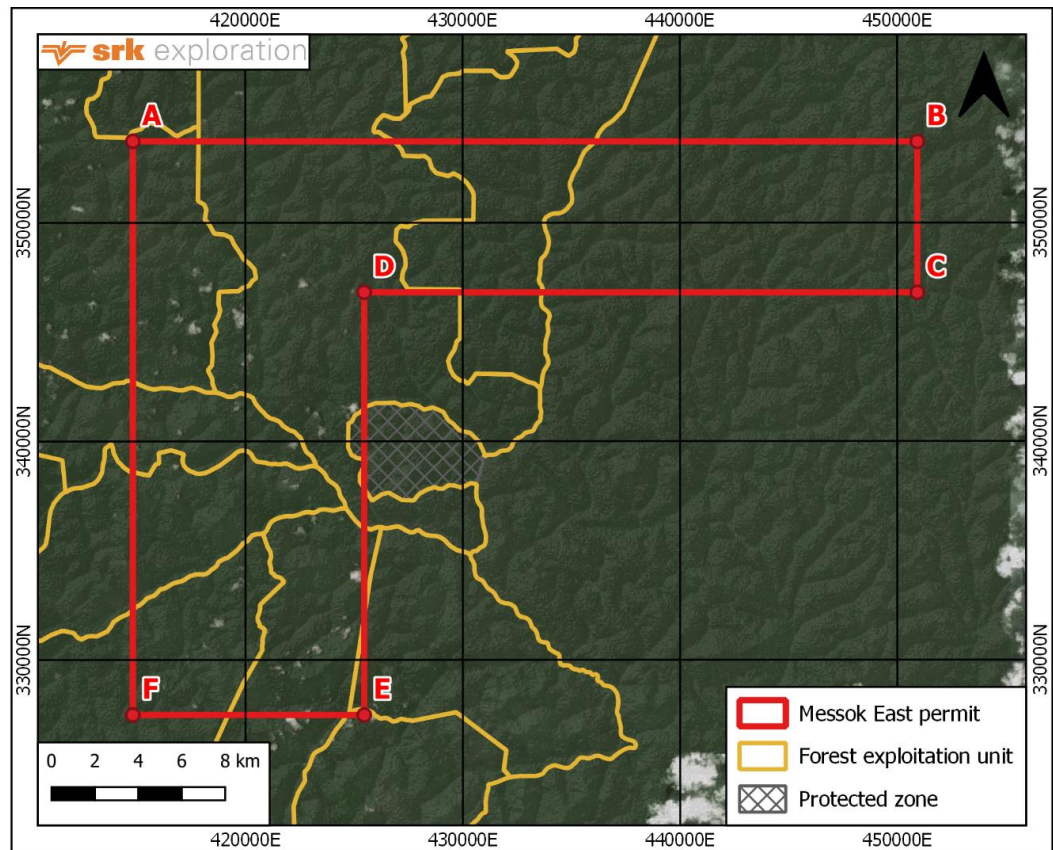 420000E 430000E 440000E 450000E
srk exploration
A
B
350000N
350000N
D
C
340000N
340000N
330000N
330000N
F
E
Messok East permit
Forest exploitation unit
Protected zone
0 2 4 6 8 km
420000E 430000E 440000E 450000E